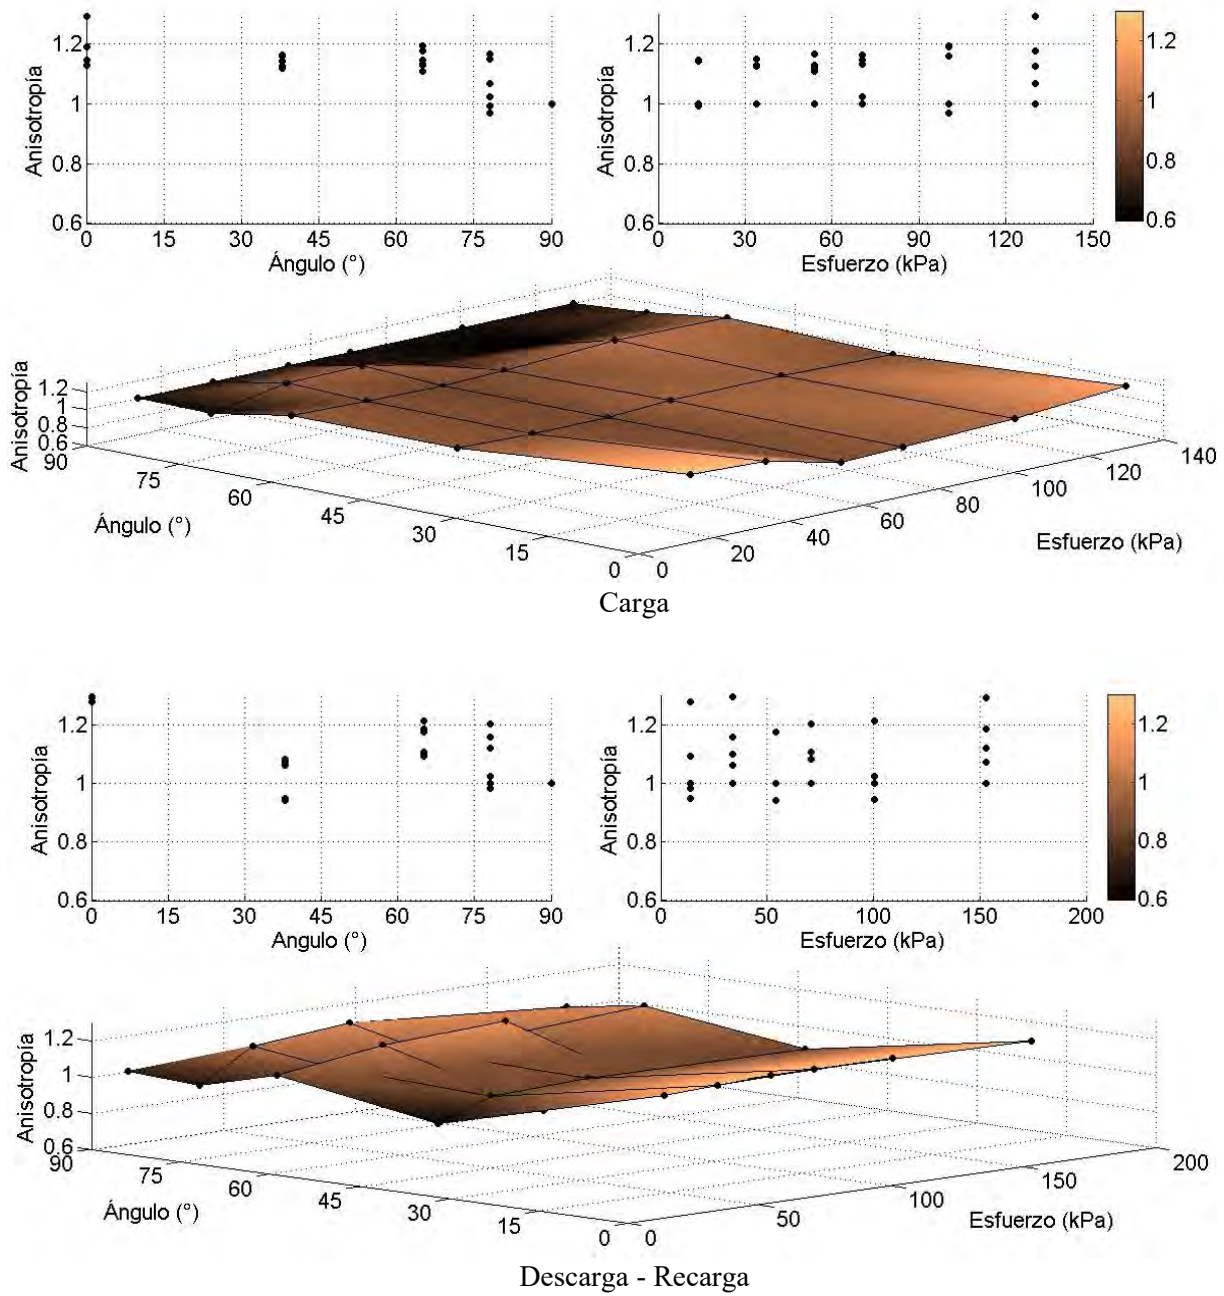 Anisotropía
1.2
1
0.8
0.6
0 15 30 45 60 75 90
Ángulo (°)
Anisotropía
1.2
1
0.8
0.6
0 30 60 90 120 150
Esfuerzo (kPa)
1.2
1
0.8
0.6
Anisotropía
1.2
1
0.8
0.6
90 75 60 45 30 15 0
Ángulo (°)
0 20 40 60 80 100 120 140
Esfuerzo (kPa)
Carga
Anisotropía
1.2
1
0.8
0.6
0 15 30 45 60 75 90
Angulo (°)
Anisotropía
1.2
1
0.8
0.6
0 50 100 150 200
Esfuerzo (kPa)
1.2
1
0.8
0.6
Anisotropía
1.2
1
0.8
0.6
90 75 60 45 30 15 0
Ángulo (°)
0 50 100 150 200
Esfuerzo (kPa)
Descarga - Recarga